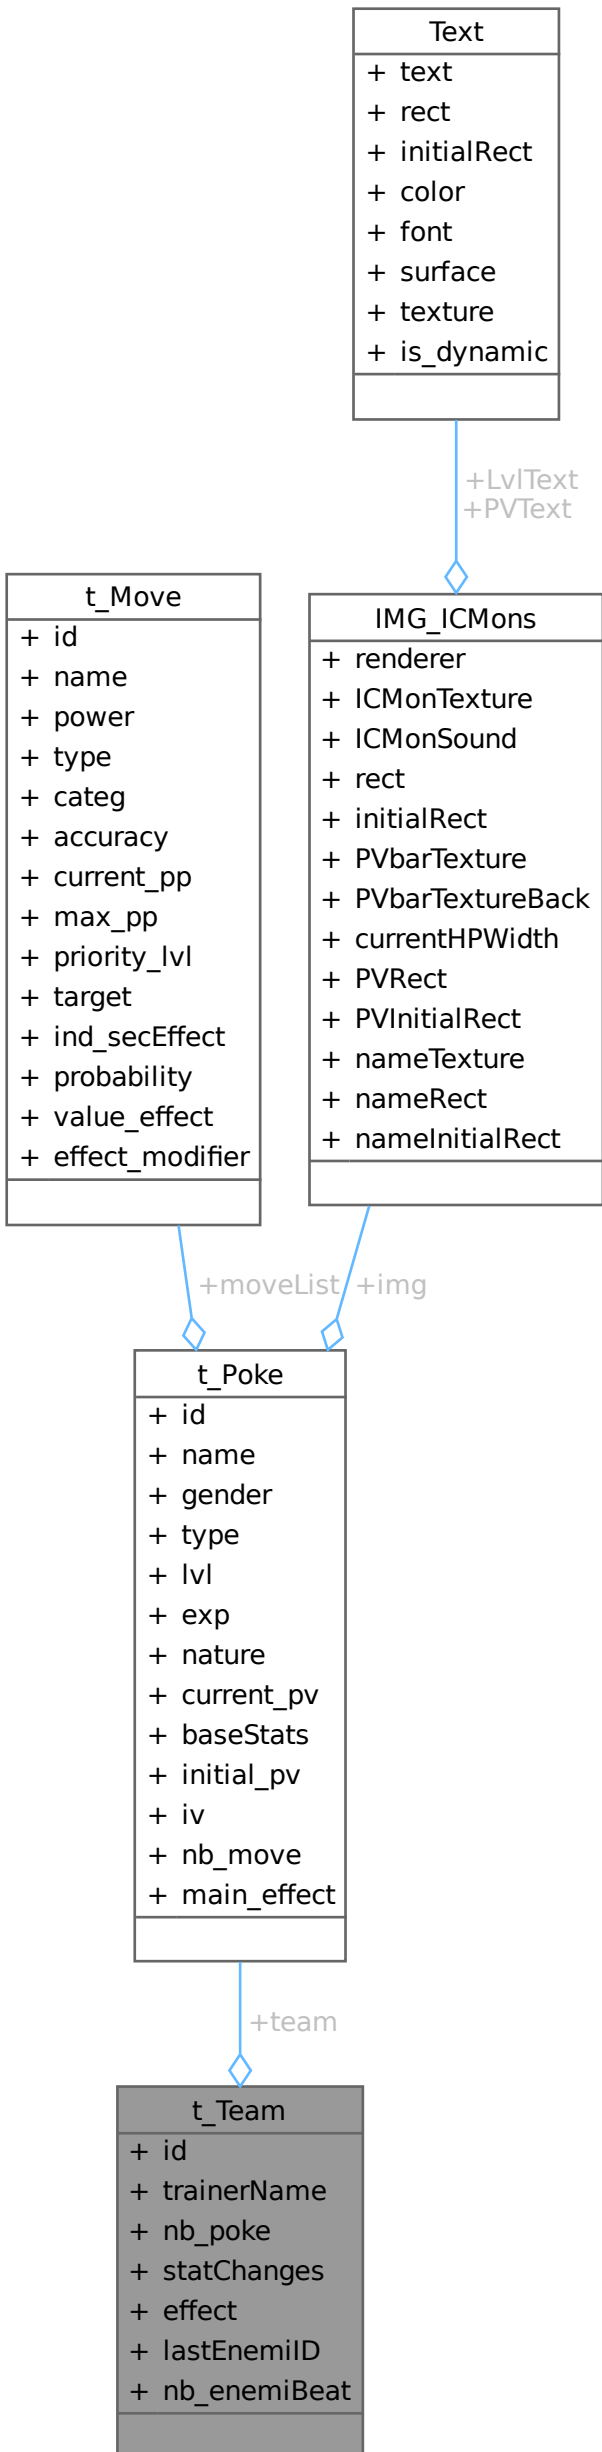 Text
+ text
+ rect
+ initialRect
+ color
+ font
+ surface
+ texture
+ is_dynamic
+LvlText
+PVText
t_Move
+ id
+ name
+ power
+ type
+ categ
+ accuracy
+ current_pp
+ max_pp
+ priority_lvl
+ target
+ ind_secEffect
+ probability
+ value_effect
+ effect_modifier
IMG_ICMons
+ renderer
+ ICMonTexture
+ ICMonSound
+ rect
+ initialRect
+ PVbarTexture
+ PVbarTextureBack
+ currentHPWidth
+ PVRect
+ PVInitialRect
+ nameTexture
+ nameRect
+ nameInitialRect
+moveList
+img
t_Poke
+ id
+ name
+ gender
+ type
+ lvl
+ exp
+ nature
+ current_pv
+ baseStats
+ initial_pv
+ iv
+ nb_move
+ main_effect
+team
t_Team
+ id
+ trainerName
+ nb_poke
+ statChanges
+ effect
+ lastEnemiID
+ nb_enemiBeat